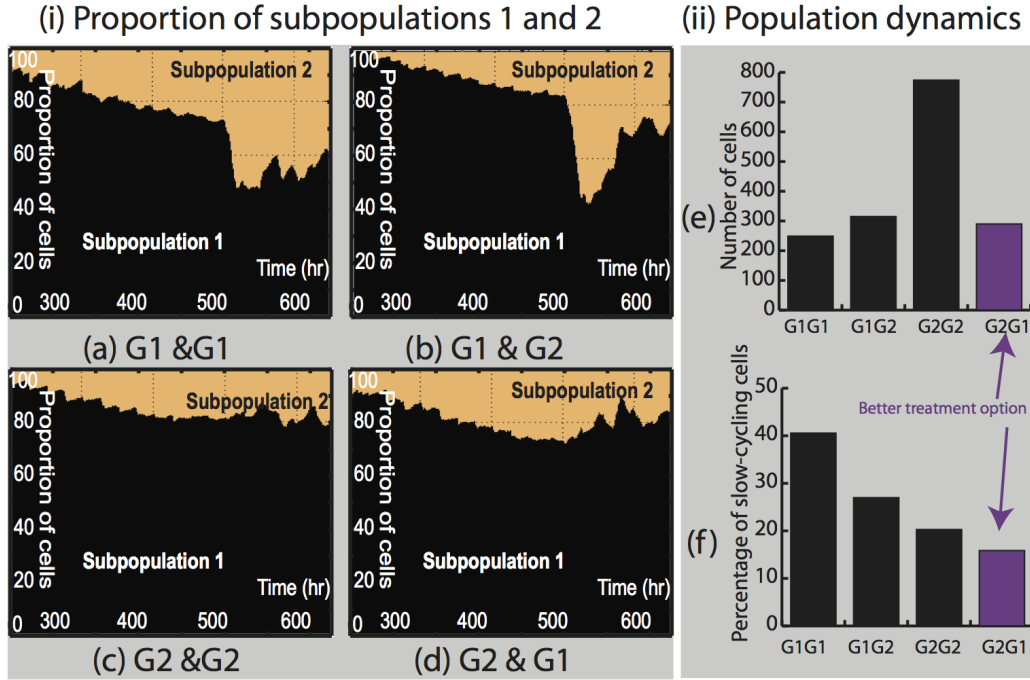 (i) Proportion of subpopulations 1 and 2
(ii) Population dynamics
100
80
60
40
20
0
Proportion of cells
Subpopulation 2
Subpopulation 1
Time (hr)
300 400 500 600
(a) G1 &G1
100
80
60
40
20
0
Proportion of cells
Subpopulation 2
Subpopulation 1
Time (hr)
300 400 500 600
(b) G1 & G2
100
80
60
40
20
0
Proportion of cells
Subpopulation 2
Subpopulation 1
Time (hr)
300 400 500 600
(c) G2 &G2
100
80
60
40
20
0
Proportion of cells
Subpopulation 2
Subpopulation 1
Time (hr)
300 400 500 600
(d) G2 & G1
(e)
Number of cells
800
700
600
500
400
300
200
100
0
G1G1 G1G2 G2G2 G2G1
Better treatment option
(f)
Percentage of slow-cycling cells
50
40
30
20
10
0
G1G1 G1G2 G2G2 G2G1